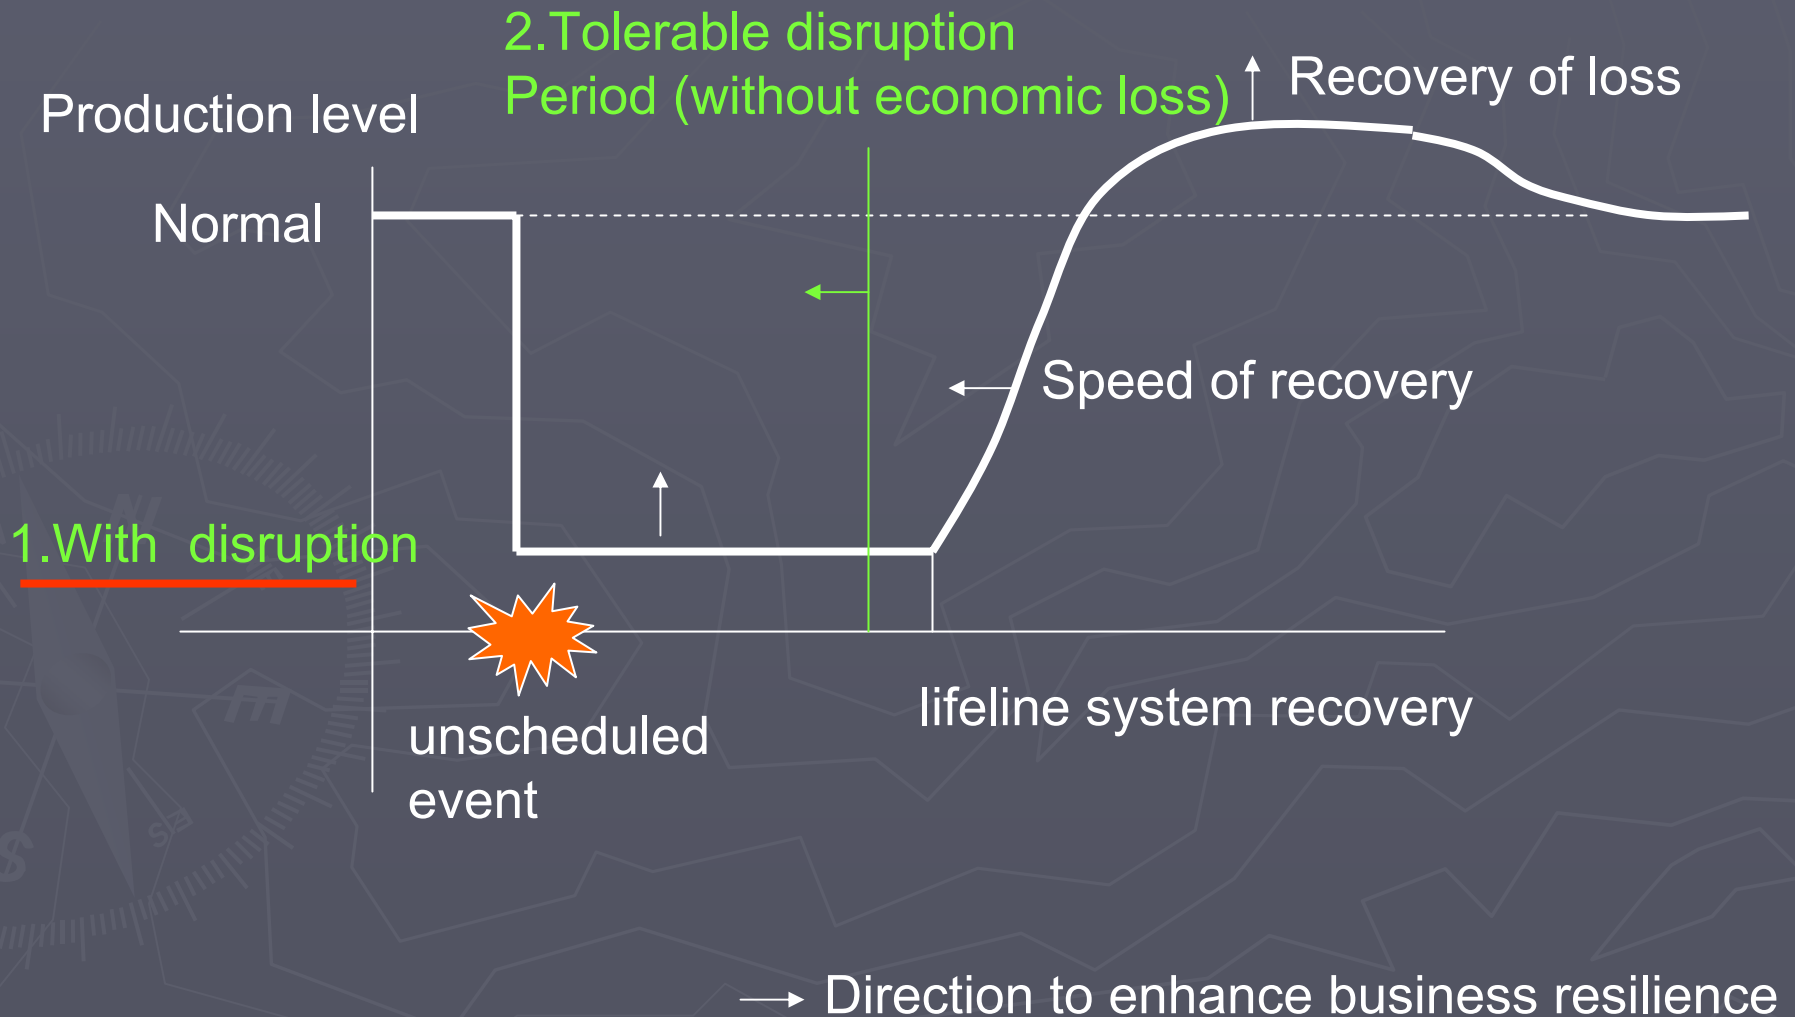 2.Tolerable disruption
Period (without economic loss)
Recovery of loss
Production level
Normal
Speed of recovery
1.With disruption
unscheduled
event
lifeline system recovery
Direction to enhance business resilience
N
E
SE
S